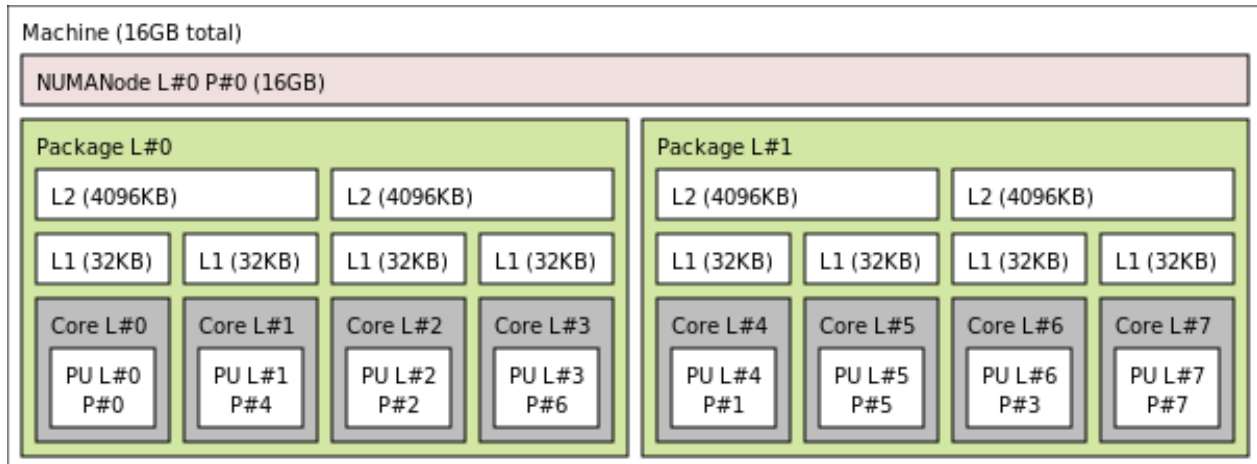 Machine (16GB total)
NUMANode L#0 P#0 (16GB)
Package L#0
L2 (4096KB)
L2 (4096KB)
L1 (32KB)
L1 (32KB)
L1 (32KB)
L1 (32KB)
Core L#0
PU L#0
P#0
Core L#1
PU L#1
P#4
Core L#2
PU L#2
P#2
Core L#3
PU L#3
P#6
Package L#1
L2 (4096KB)
L2 (4096KB)
L1 (32KB)
L1 (32KB)
L1 (32KB)
L1 (32KB)
Core L#4
PU L#4
P#1
Core L#5
PU L#5
P#5
Core L#6
PU L#6
P#3
Core L#7
PU L#7
P#7